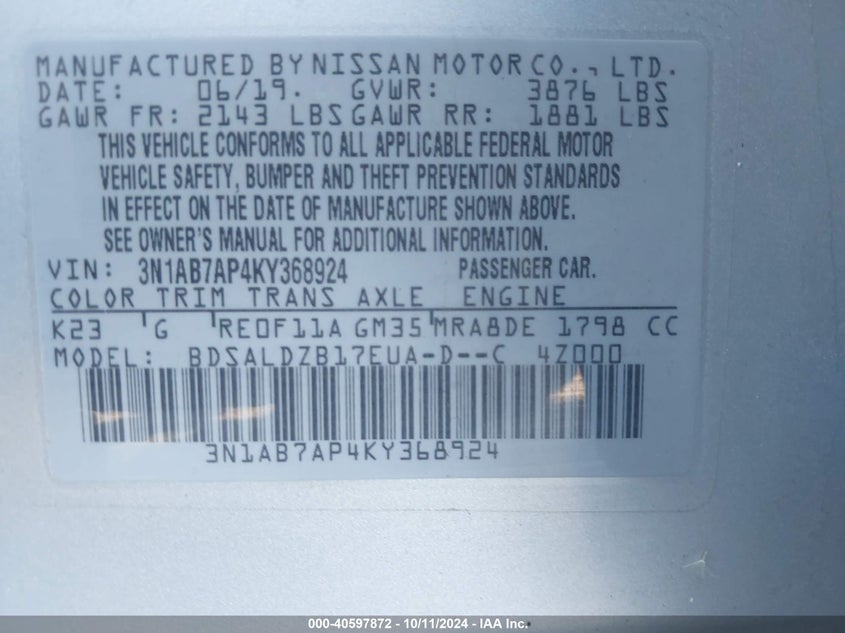 MANUFACTURED BY NISSAN MOTOR CO., LTD.
DATE: 06/19. GVWR: 3876 LBS
GAWR FR: 2143 LBS GAWR RR: 1881 LBS
THIS VEHICLE CONFORMS TO ALL APPLICABLE FEDERAL MOTOR
VEHICLE SAFETY, BUMPER AND THEFT PREVENTION STANDARDS
IN EFFECT ON THE DATE OF MANUFACTURE SHOWN ABOVE.
SEE OWNER'S MANUAL FOR ADDITIONAL INFORMATION.
VIN: 3N1AB7AP4KY368924 PASSENGER CAR.
COLOR TRIM TRANS AXLE ENGINE
K23 G RE0F11A GM35 MRA8DE 1798 CC
MODEL: BDSALDZB17EUA-D--C 4Z000
3N1AB7AP4KY368924
000-40597872 - 10/11/2024 - IAA Inc.